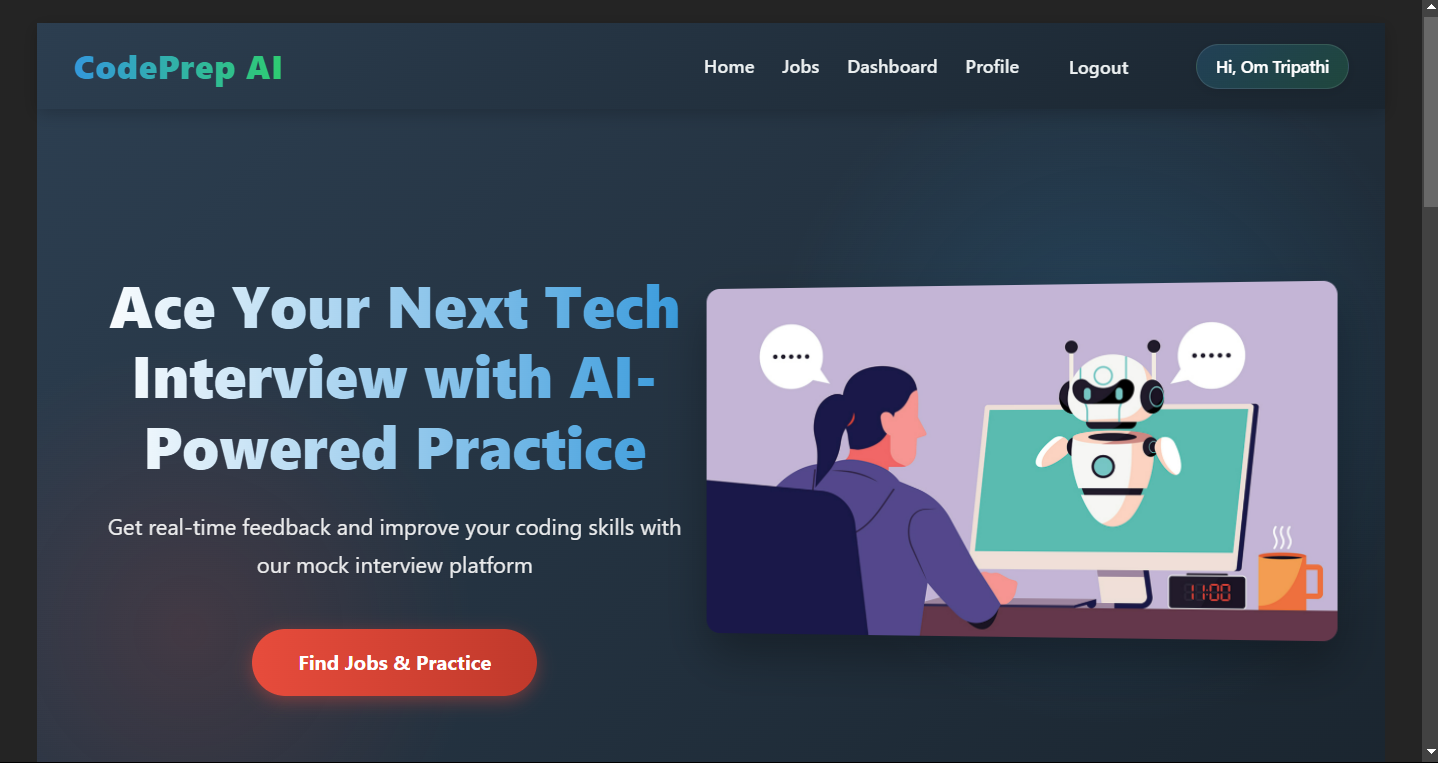 CodePrep AI
Home Jobs Dashboard Profile Logout Hi, Om Tripathi
Ace Your Next Tech
Interview with AI-
Powered Practice
Get real-time feedback and improve your coding skills with
our mock interview platform
Find Jobs & Practice
11:00